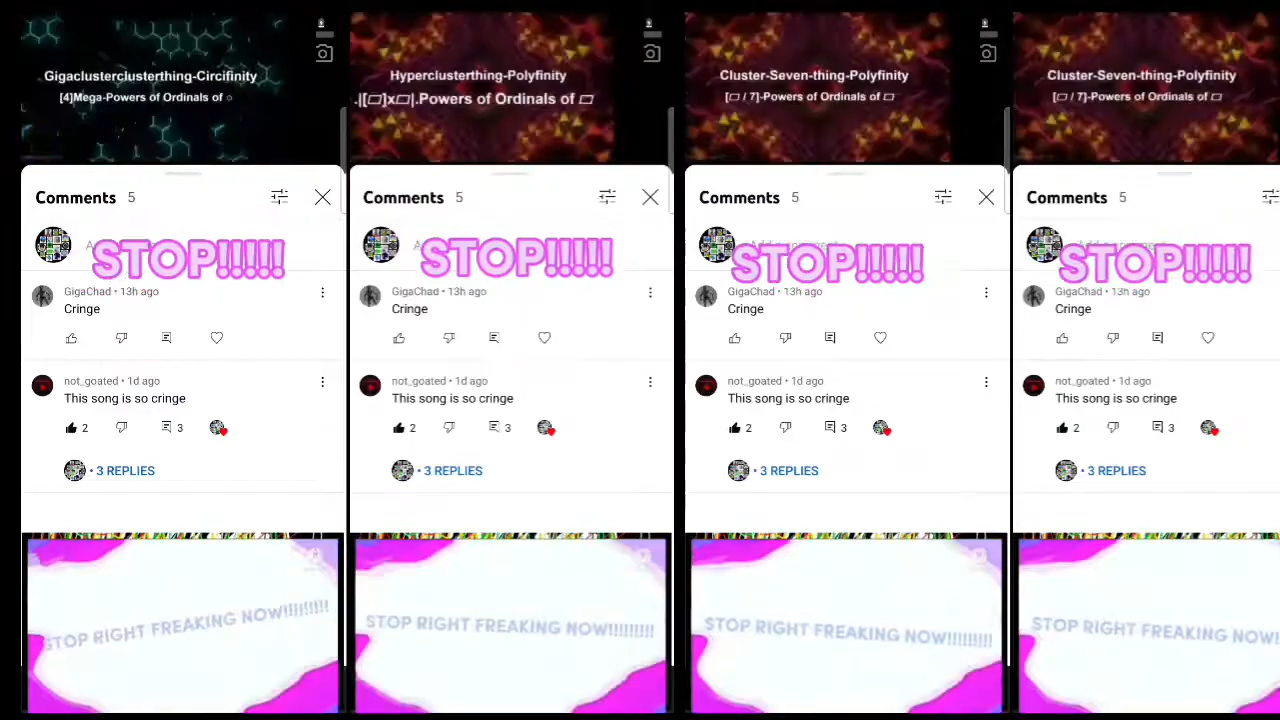 Gigaclusterclusterthing-Circifinity
[4]Mega-Powers of Ordinals of ○
Comments 5
STOP!!!!!
GigaChad • 13h ago
Cringe
not_goated • 1d ago
This song is so cringe
2 3
• 3 REPLIES
STOP RIGHT FREAKING NOW!!!!!!!!!
Hyperclusterthing-Polyfinity
.|[▱]x▱|.Powers of Ordinals of ▱
Comments 5
STOP!!!!!
GigaChad • 13h ago
Cringe
not_goated • 1d ago
This song is so cringe
2 3
• 3 REPLIES
STOP RIGHT FREAKING NOW!!!!!!!!!
Cluster-Seven-thing-Polyfinity
[▱ / 7]-Powers of Ordinals of ▱
Comments 5
STOP!!!!!
GigaChad • 13h ago
Cringe
not_goated • 1d ago
This song is so cringe
2 3
• 3 REPLIES
STOP RIGHT FREAKING NOW!!!!!!!!!
Cluster-Seven-thing-Polyfinity
[▱ / 7]-Powers of Ordinals of ▱
Comments 5
STOP!!!!!
GigaChad • 13h ago
Cringe
not_goated • 1d ago
This song is so cringe
2 3
• 3 REPLIES
STOP RIGHT FREAKING NOW!